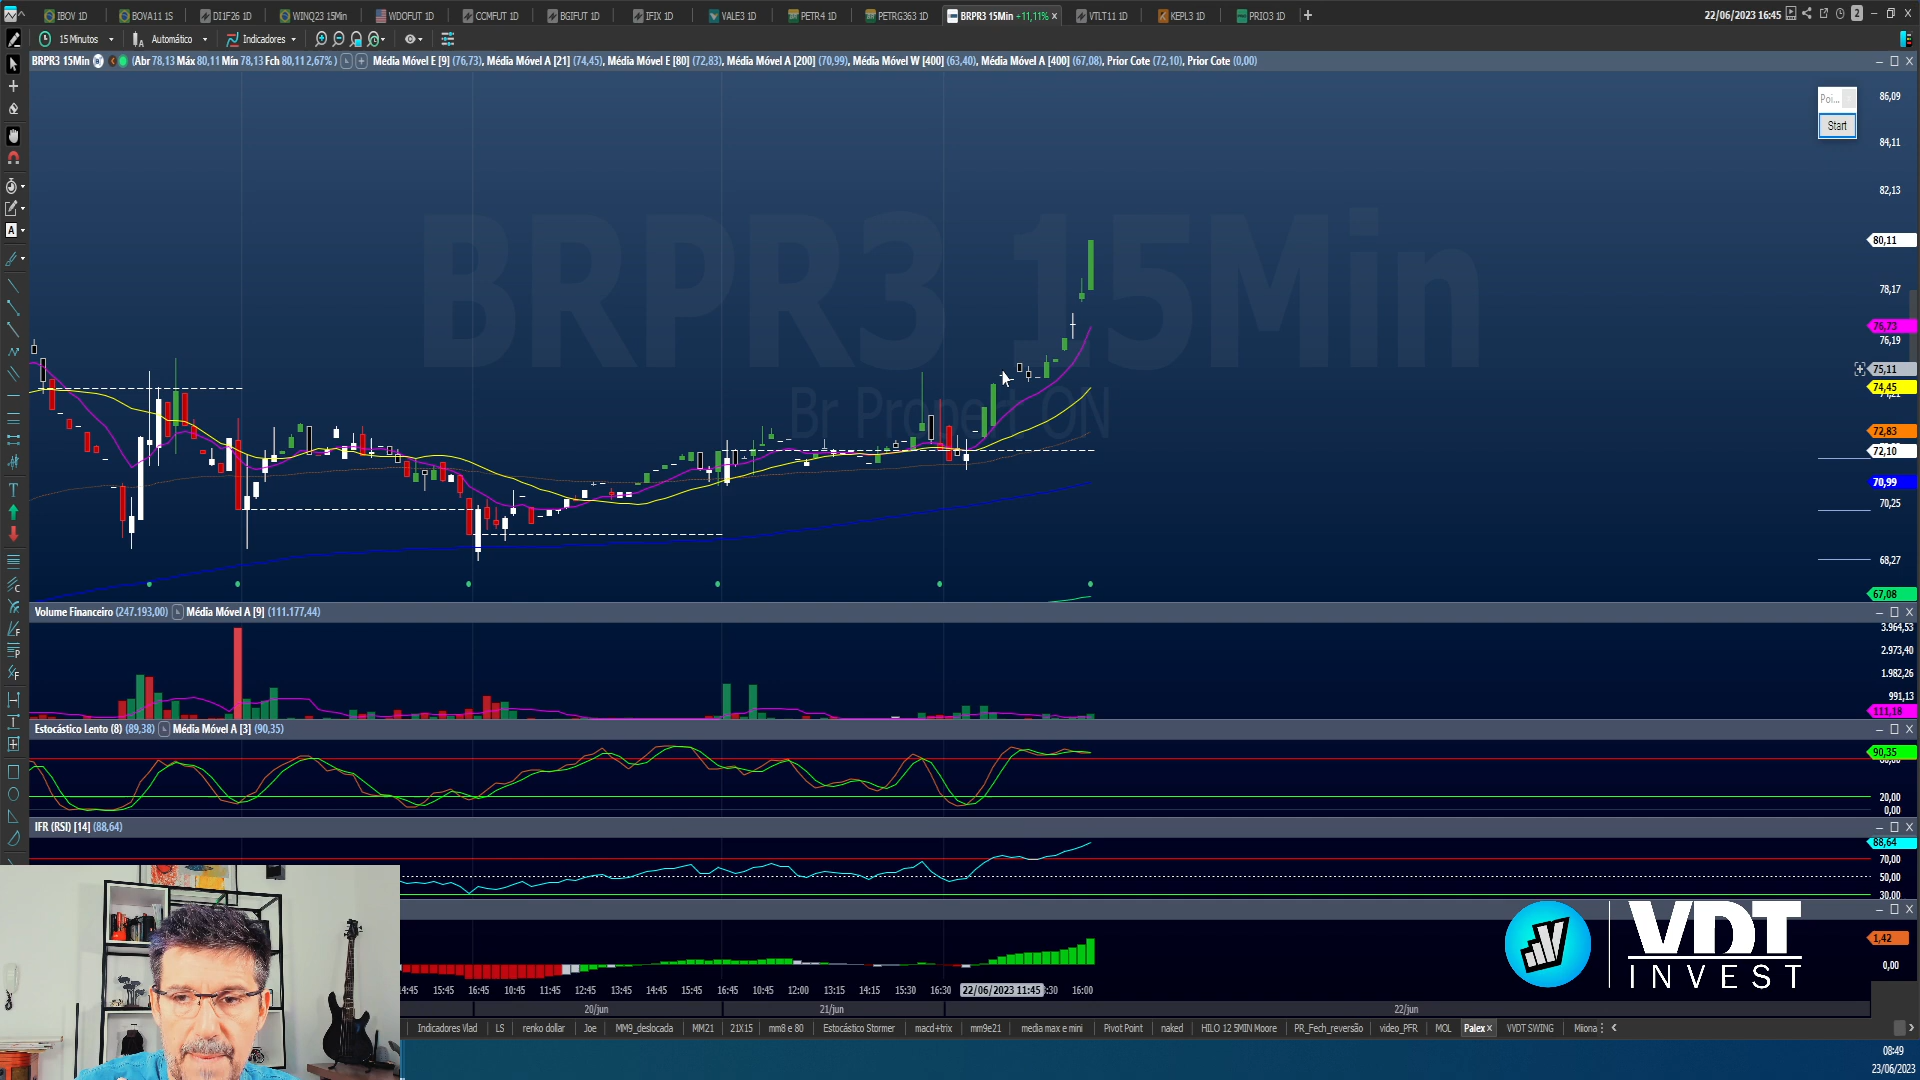 IBOV 1D
BOVA11 1S
DI1F26 1D
WINQ23 15Min
WDOFUT 1D
CCMFUT 1D
BGIFUT 1D
IFIX 1D
VALE3 1D
PETR4 1D
PETRG363 1D
BRPR3 15Min +11,11% x
VTLT11 1D
KEPL3 1D
PRIO3 1D
+
22/06/2023 16:45
2
15 Minutos
Automático
Indicadores
BRPR3 15Min
(Abr 78,13 Máx 80,11 Mín 78,13 Fch 80,11 2,67% )
Média Móvel E [9] (76,73), Média Móvel A [21] (74,45), Média Móvel E [80] (72,83), Média Móvel A [200] (70,99), Média Móvel W [400] (63,40), Média Móvel A [400] (67,08), Prior Cote (72,10), Prior Cote (0,00)
Poi...
Start
BRPR3 15Min
Br Propert ON
86,09
84,11
82,13
80,11
78,17
76,73
76,19
75,11
74,45
72,83
72,10
70,99
70,25
68,27
67,08
Volume Financeiro (247.193,00)
Média Móvel A [9] (111.177,44)
3.964,53
2.973,40
1.982,26
991,13
111,18
Estocástico Lento (8) (89,38)
Média Móvel A [3] (90,35)
90,35
20,00
0,00
IFR (RSI) [14] (88,64)
88,64
70,00
50,00
30,00
VDT
INVEST
1,42
0,00
15:45
16:45
10:45
11:45
12:45
13:45
14:45
15:45
16:45
10:45
12:00
13:15
14:15
15:30
16:30
22/06/2023 11:45
16:00
20/jun
21/jun
22/jun
Indicadores Vlad
LS
renko dollar
Joe
MM9_deslocada
MM21
21X15
mm8 e 80
Estocástico Stormer
macd+trix
mm9e21
media max e mini
Pivot Point
naked
HILO 12 5MIN Moore
PR_Fech_reversão
video_PFR
MOL
Palex x
VVDT SWING
Miiona
08:49
23/06/2023